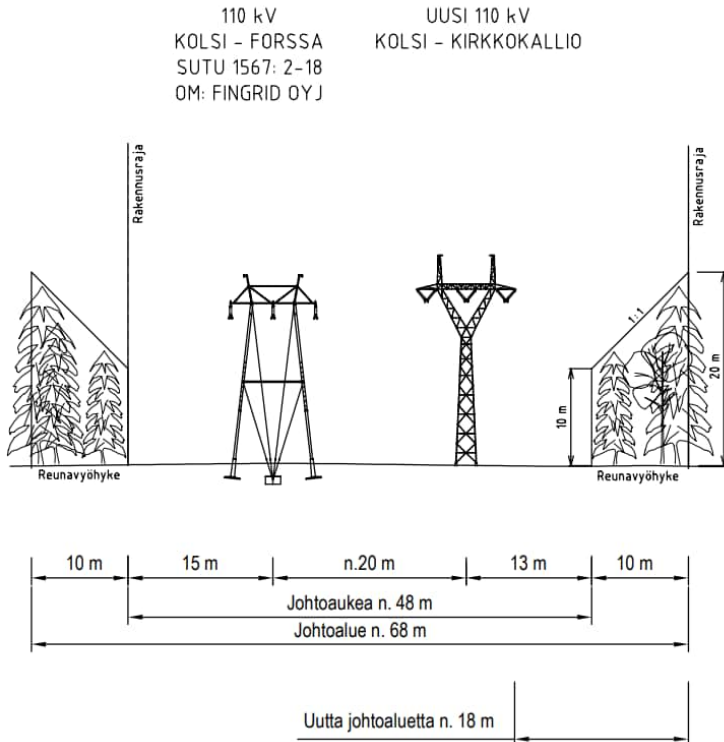 110 kV
KOLSI - FORSSA
SUTU 1567: 2-18
OM: FINGRID OYJ
UUSI 110 kV
KOLSI - KIRKKOKALLIO
Rakennusraja
Rakennusraja
1:1
10 m
20 m
Reunavyöhyke
Reunavyöhyke
10 m
15 m
n.20 m
13 m
10 m
Johtoaukea n. 48 m
Johtoalue n. 68 m
Uutta johtoaluetta n. 18 m